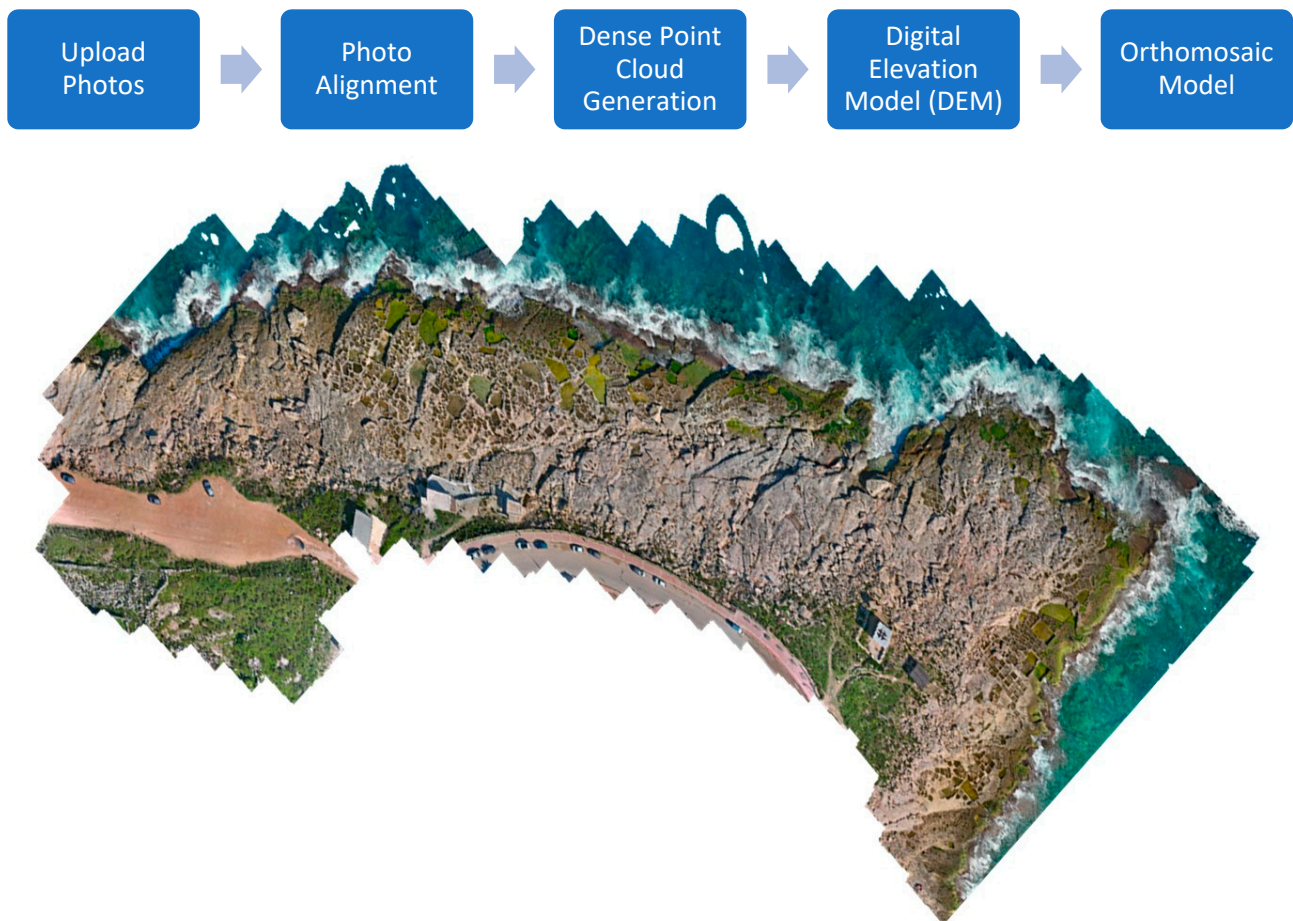 Upload
Photos
Photo
Alignment
Dense Point
Cloud
Generation
Digital
Elevation
Model (DEM)
Orthomosaic
Model